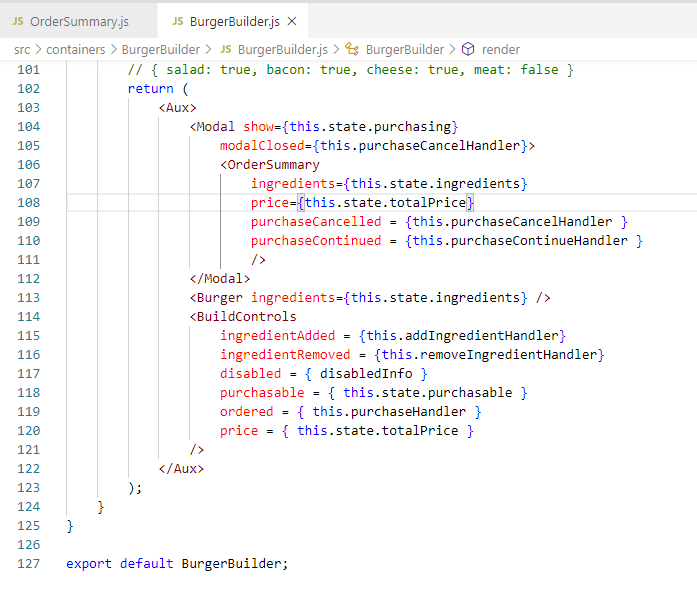 JS OrderSummary.js JS BurgerBuilder.js ×
src > containers > BurgerBuilder > JS BurgerBuilder.js > BurgerBuilder > render
101 // { salad: true, bacon: true, cheese: true, meat: false }
102 return (
103 <Aux>
104 <Modal show={this.state.purchasing}
105 modalClosed={this.purchaseCancelHandler}>
106 <OrderSummary
107 ingredients={this.state.ingredients}
108 price={this.state.totalPrice}
109 purchaseCancelled = {this.purchaseCancelHandler }
110 purchaseContinued = {this.purchaseContinueHandler }
111 />
112 </Modal>
113 <Burger ingredients={this.state.ingredients} />
114 <BuildControls
115 ingredientAdded = {this.addIngredientHandler}
116 ingredientRemoved = {this.removeIngredientHandler}
117 disabled = { disabledInfo }
118 purchasable = { this.state.purchasable }
119 ordered = { this.purchaseHandler }
120 price = { this.state.totalPrice }
121 />
122 </Aux>
123 );
124 }
125 }
126
127 export default BurgerBuilder;